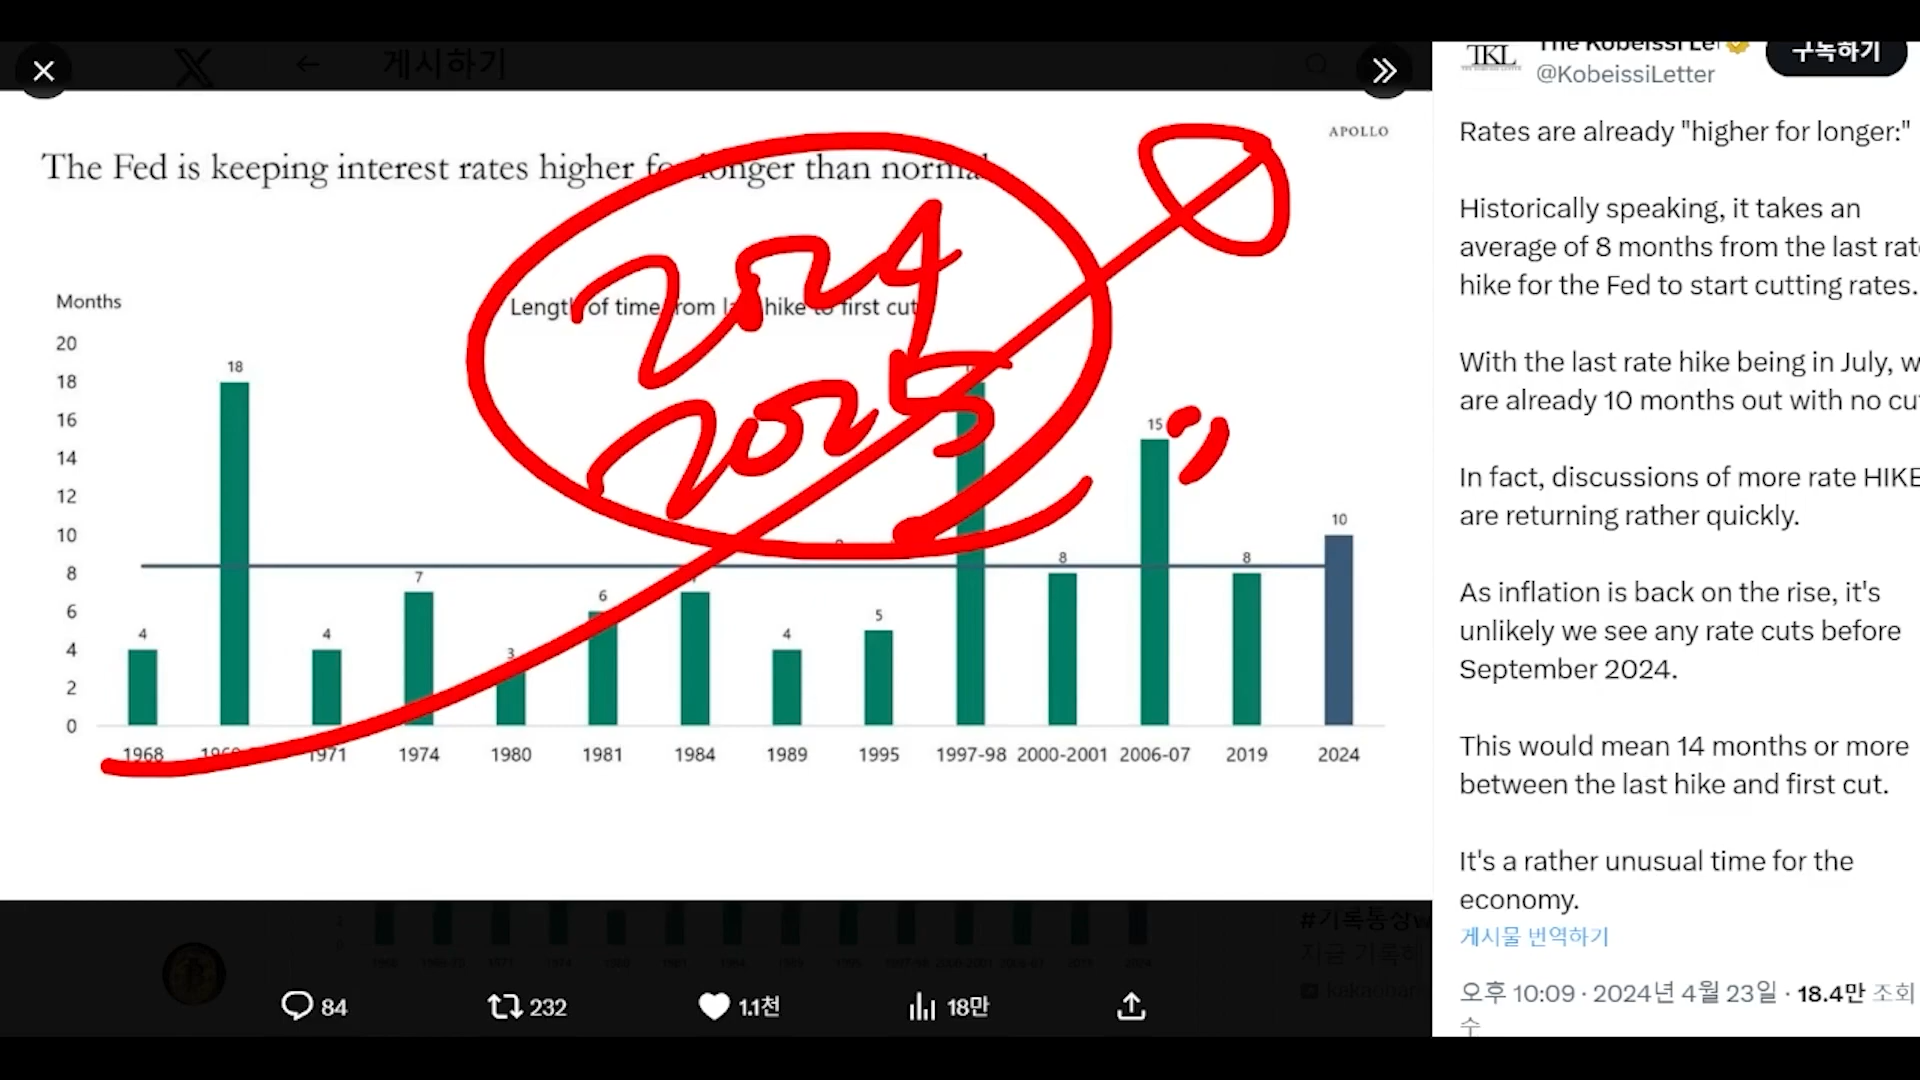 게시하기
The Fed is keeping interest rates higher for longer than normal
APOLLO
2024
2025
Months
Length of time from last hike to first cut
20
18
16
14
12
10
8
6
4
2
0
4
18
4
7
3
6
4
5
8
15
8
10
1968
1971
1974
1980
1981
1984
1989
1995
1997-98
2000-2001
2006-07
2019
2024
84
232
1.1천
18만
TKL
The Kobeissi Le
@KobeissiLetter
구독하기
Rates are already "higher for longer:"
Historically speaking, it takes an
average of 8 months from the last rat
hike for the Fed to start cutting rates.
With the last rate hike being in July, w
are already 10 months out with no cu
In fact, discussions of more rate HIKE
are returning rather quickly.
As inflation is back on the rise, it's
unlikely we see any rate cuts before
September 2024.
This would mean 14 months or more
between the last hike and first cut.
It's a rather unusual time for the
economy.
게시물 번역하기
오후 10:09 · 2024년 4월 23일 · 18.4만 조회
수